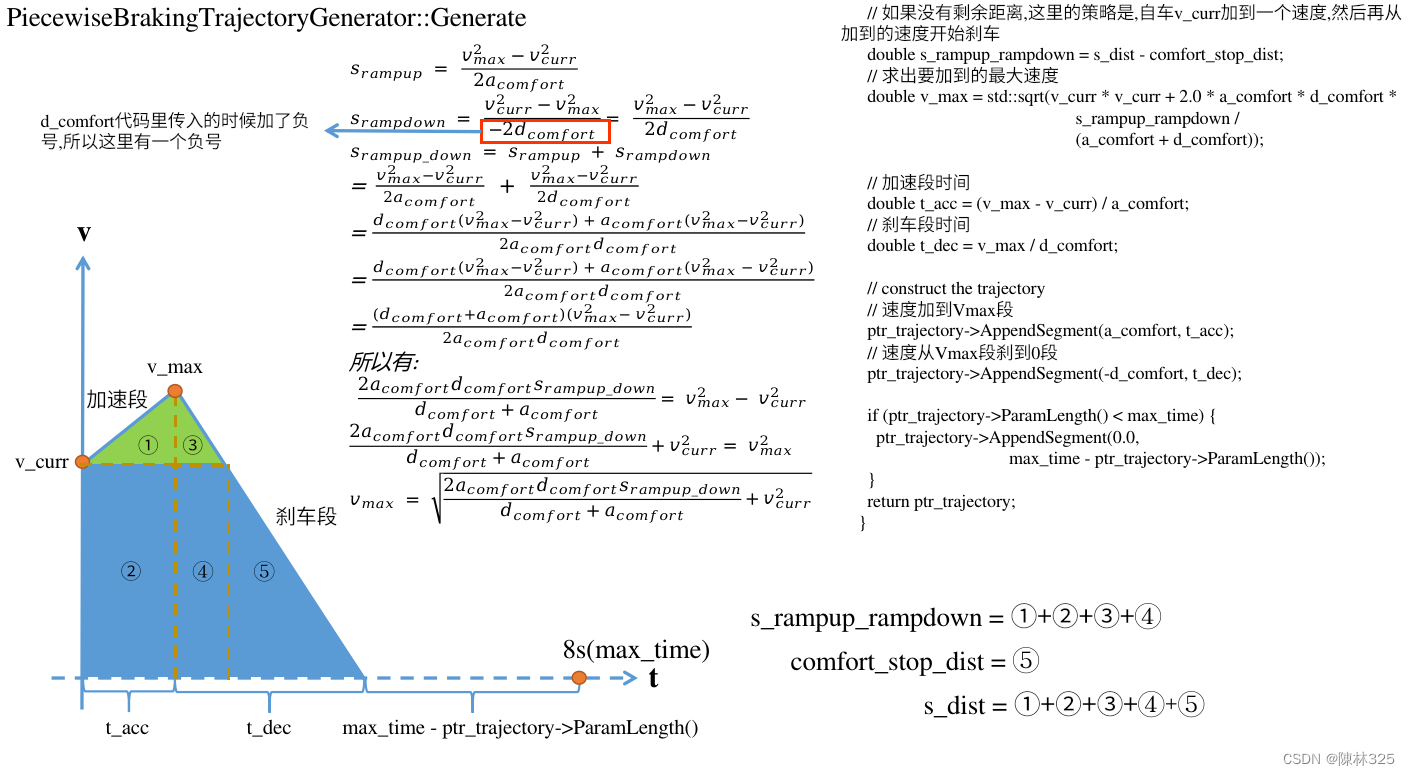 PiecewiseBrakingTrajectoryGenerator::Generate
s_{rampup} = \frac{v_{max}^2 - v_{curr}^2}{2a_{comfort}}
s_{rampdown} = \frac{v_{curr}^2 - v_{max}^2}{-2d_{comfort}} = \frac{v_{max}^2 - v_{curr}^2}{2d_{comfort}}
d_comfort代码里传入的时候加了负
号,所以这里有一个负号
s_{rampup\_down} = s_{rampup} + s_{rampdown}
= \frac{v_{max}^2 - v_{curr}^2}{2a_{comfort}} + \frac{v_{max}^2 - v_{curr}^2}{2d_{comfort}}
= \frac{d_{comfort}(v_{max}^2 - v_{curr}^2) + a_{comfort}(v_{max}^2 - v_{curr}^2)}{2a_{comfort}d_{comfort}}
= \frac{d_{comfort}(v_{max}^2 - v_{curr}^2) + a_{comfort}(v_{max}^2 - v_{curr}^2)}{2a_{comfort}d_{comfort}}
= \frac{(d_{comfort} + a_{comfort})(v_{max}^2 - v_{curr}^2)}{2a_{comfort}d_{comfort}}
所以有:
\frac{2a_{comfort}d_{comfort}s_{rampup\_down}}{d_{comfort} + a_{comfort}} = v_{max}^2 - v_{curr}^2
\frac{2a_{comfort}d_{comfort}s_{rampup\_down}}{d_{comfort} + a_{comfort}} + v_{curr}^2 = v_{max}^2
v_{max} = \sqrt{\frac{2a_{comfort}d_{comfort}s_{rampup\_down}}{d_{comfort} + a_{comfort}} + v_{curr}^2}
// 如果没有剩余距离,这里的策略是,自车v_curr加到一个速度,然后再从
加到的速度开始刹车
double s_rampup_rampdown = s_dist - comfort_stop_dist;
// 求出要加到的最大速度
double v_max = std::sqrt(v_curr * v_curr + 2.0 * a_comfort * d_comfort *
s_rampup_rampdown /
(a_comfort + d_comfort));
// 加速段时间
double t_acc = (v_max - v_curr) / a_comfort;
// 刹车段时间
double t_dec = v_max / d_comfort;
// construct the trajectory
// 速度加到Vmax段
ptr_trajectory->AppendSegment(a_comfort, t_acc);
// 速度从Vmax段刹到0段
ptr_trajectory->AppendSegment(-d_comfort, t_dec);
if (ptr_trajectory->ParamLength() < max_time) {
ptr_trajectory->AppendSegment(0.0,
max_time - ptr_trajectory->ParamLength());
}
return ptr_trajectory;
}
v
v_max
加速段
① ③
v_curr
刹车段
② ④ ⑤
8s(max_time)
t
t_acc
t_dec
max_time - ptr_trajectory->ParamLength()
s_rampup_rampdown = ①+②+③+④
comfort_stop_dist = ⑤
s_dist = ①+②+③+④+⑤
CSDN @陳林325